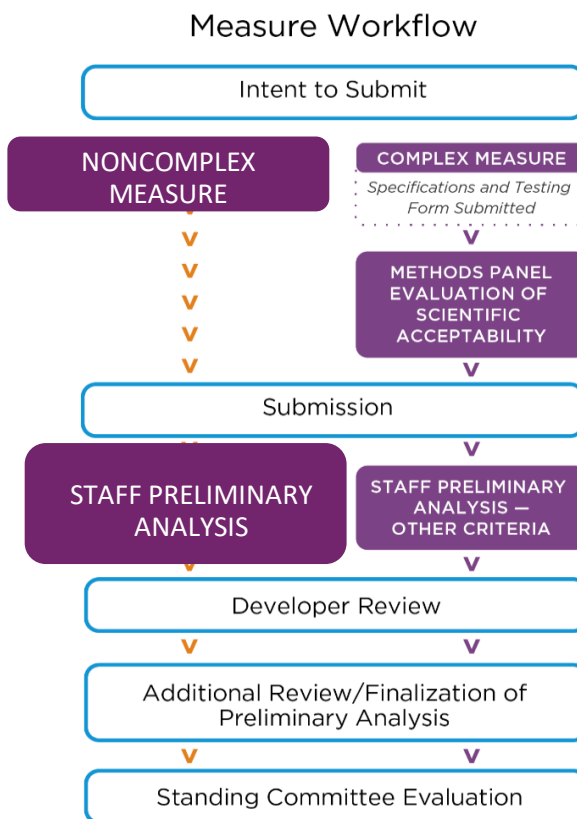 Measure Workflow
Intent to Submit
NONCOMPLEX
MEASURE
COMPLEX MEASURE
Specifications and Testing
Form Submitted
METHODS PANEL
EVALUATION OF
SCIENTIFIC
ACCEPTABILITY
Submission
STAFF PRELIMINARY
ANALYSIS
STAFF PRELIMINARY
ANALYSIS —
OTHER CRITERIA
Developer Review
Additional Review/Finalization of
Preliminary Analysis
Standing Committee Evaluation